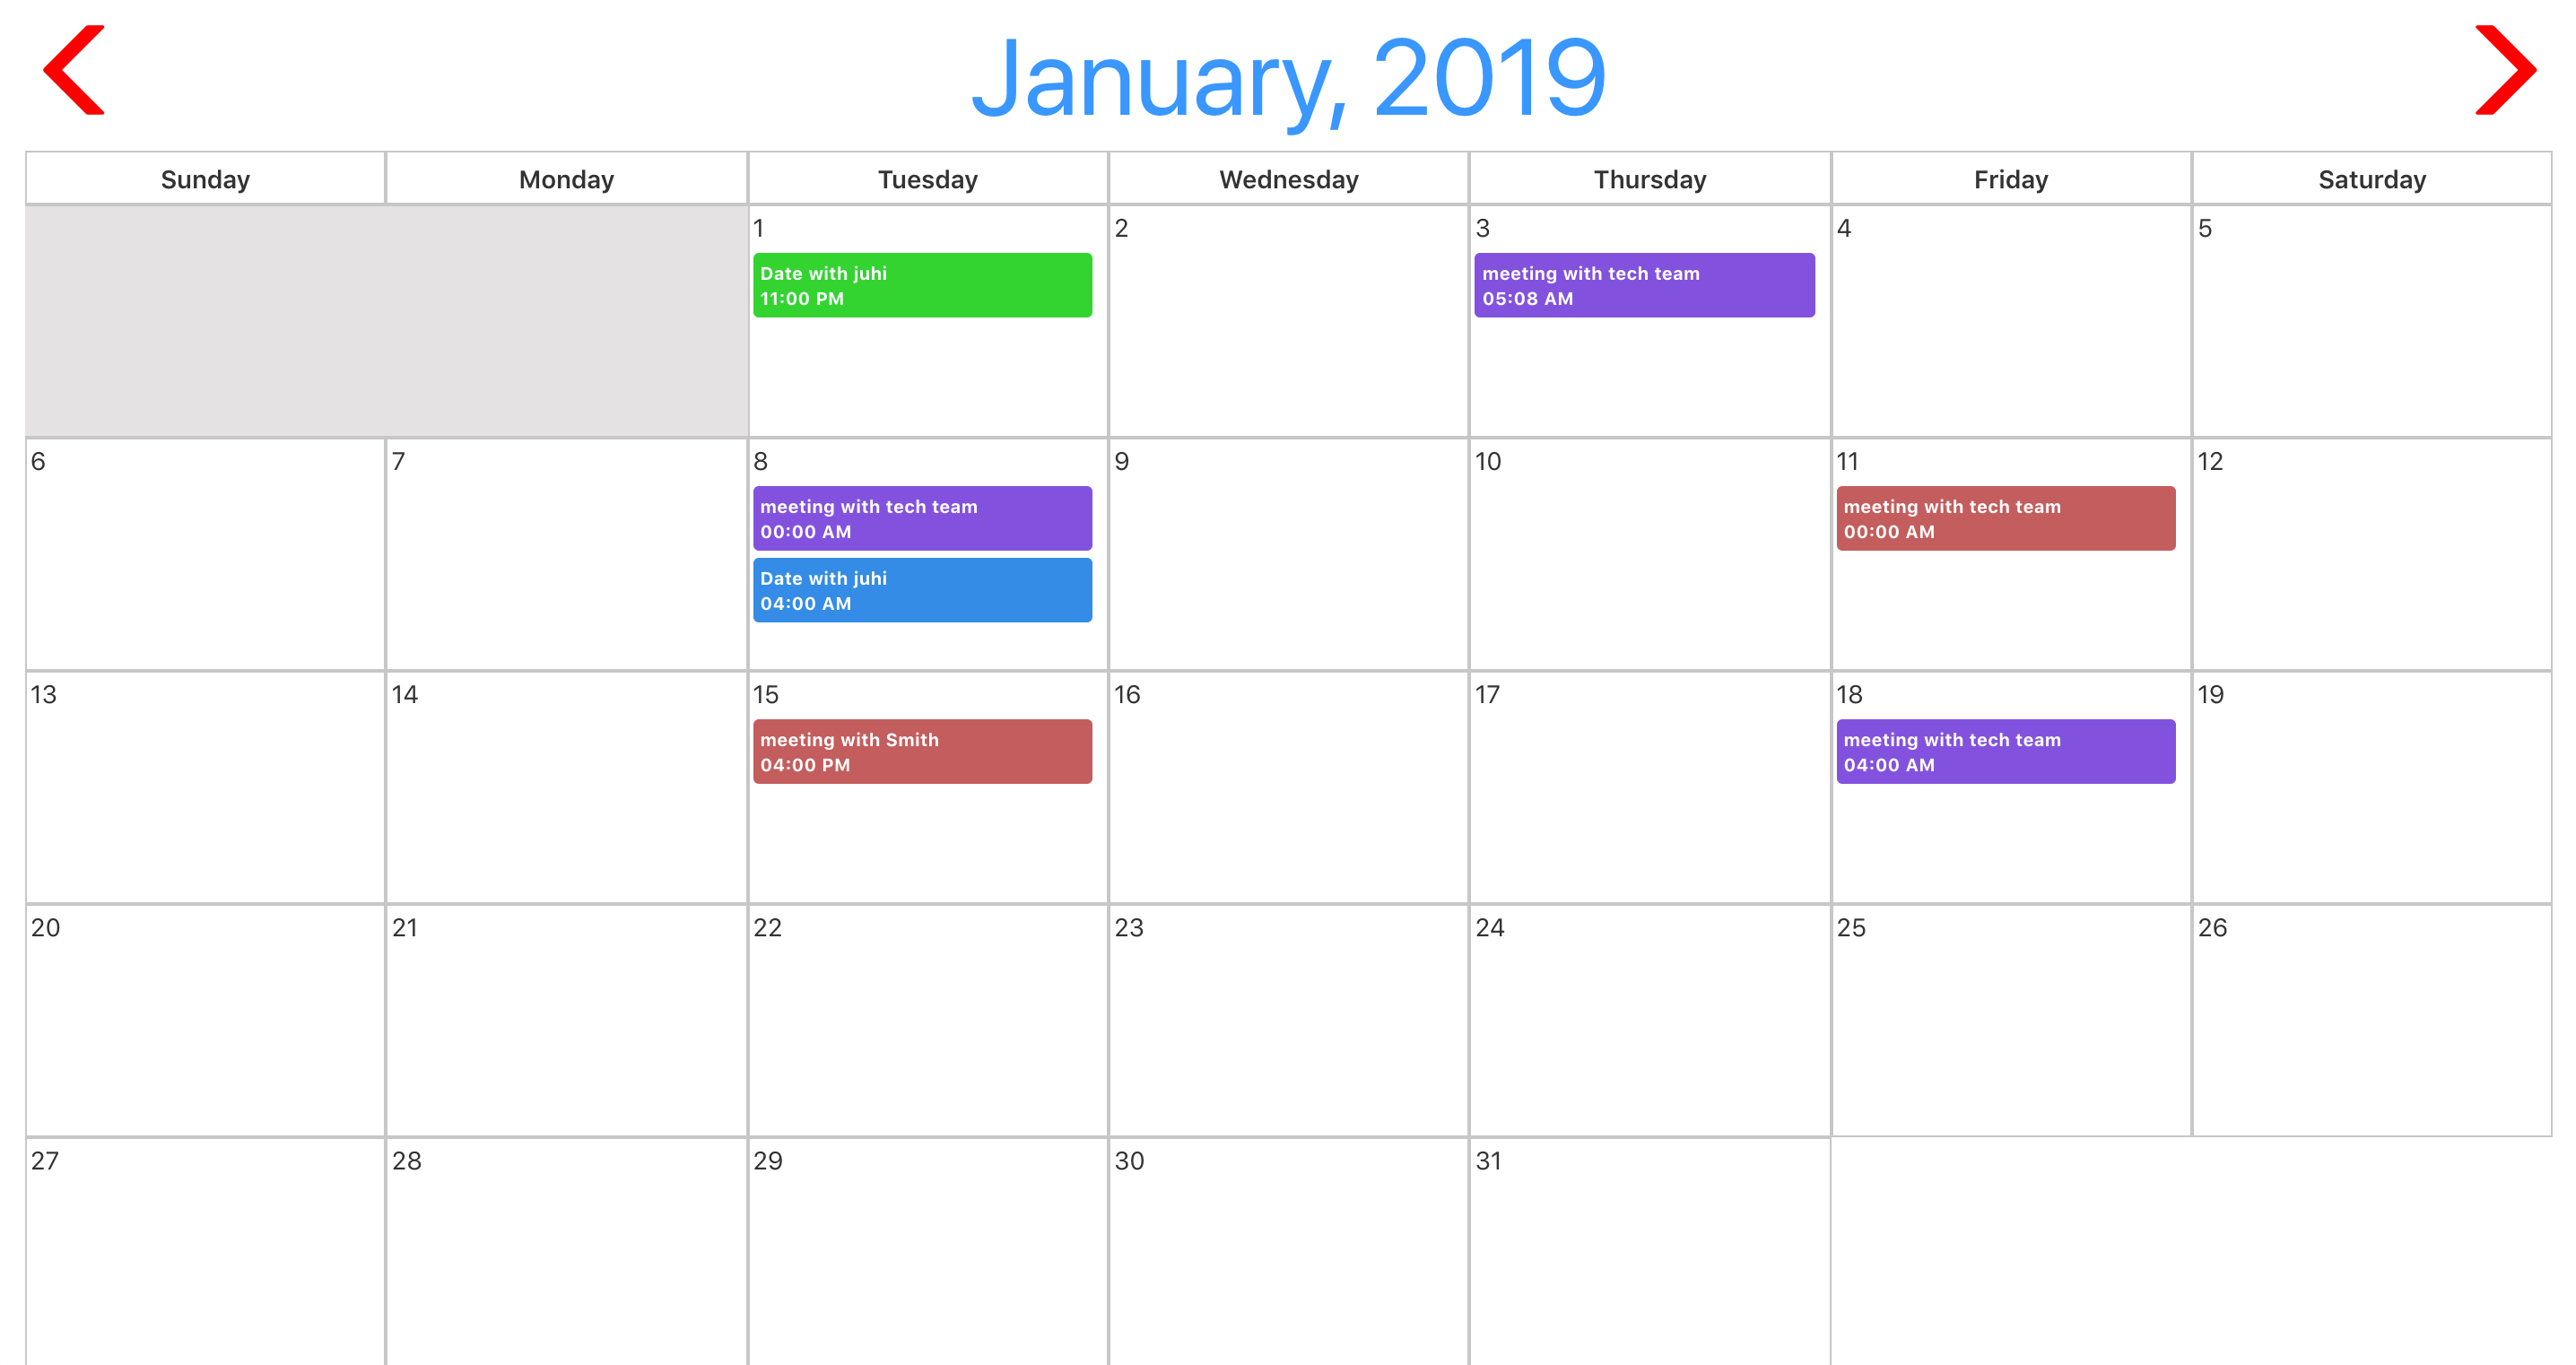 January, 2019
Sunday Monday Tuesday Wednesday Thursday Friday Saturday
1 2 3 4 5
Date with juhi
11:00 PM
meeting with tech team
05:08 AM
6 7 8 9 10 11 12
meeting with tech team
00:00 AM
Date with juhi
04:00 AM
meeting with tech team
00:00 AM
13 14 15 16 17 18 19
meeting with Smith
04:00 PM
meeting with tech team
04:00 AM
20 21 22 23 24 25 26
27 28 29 30 31